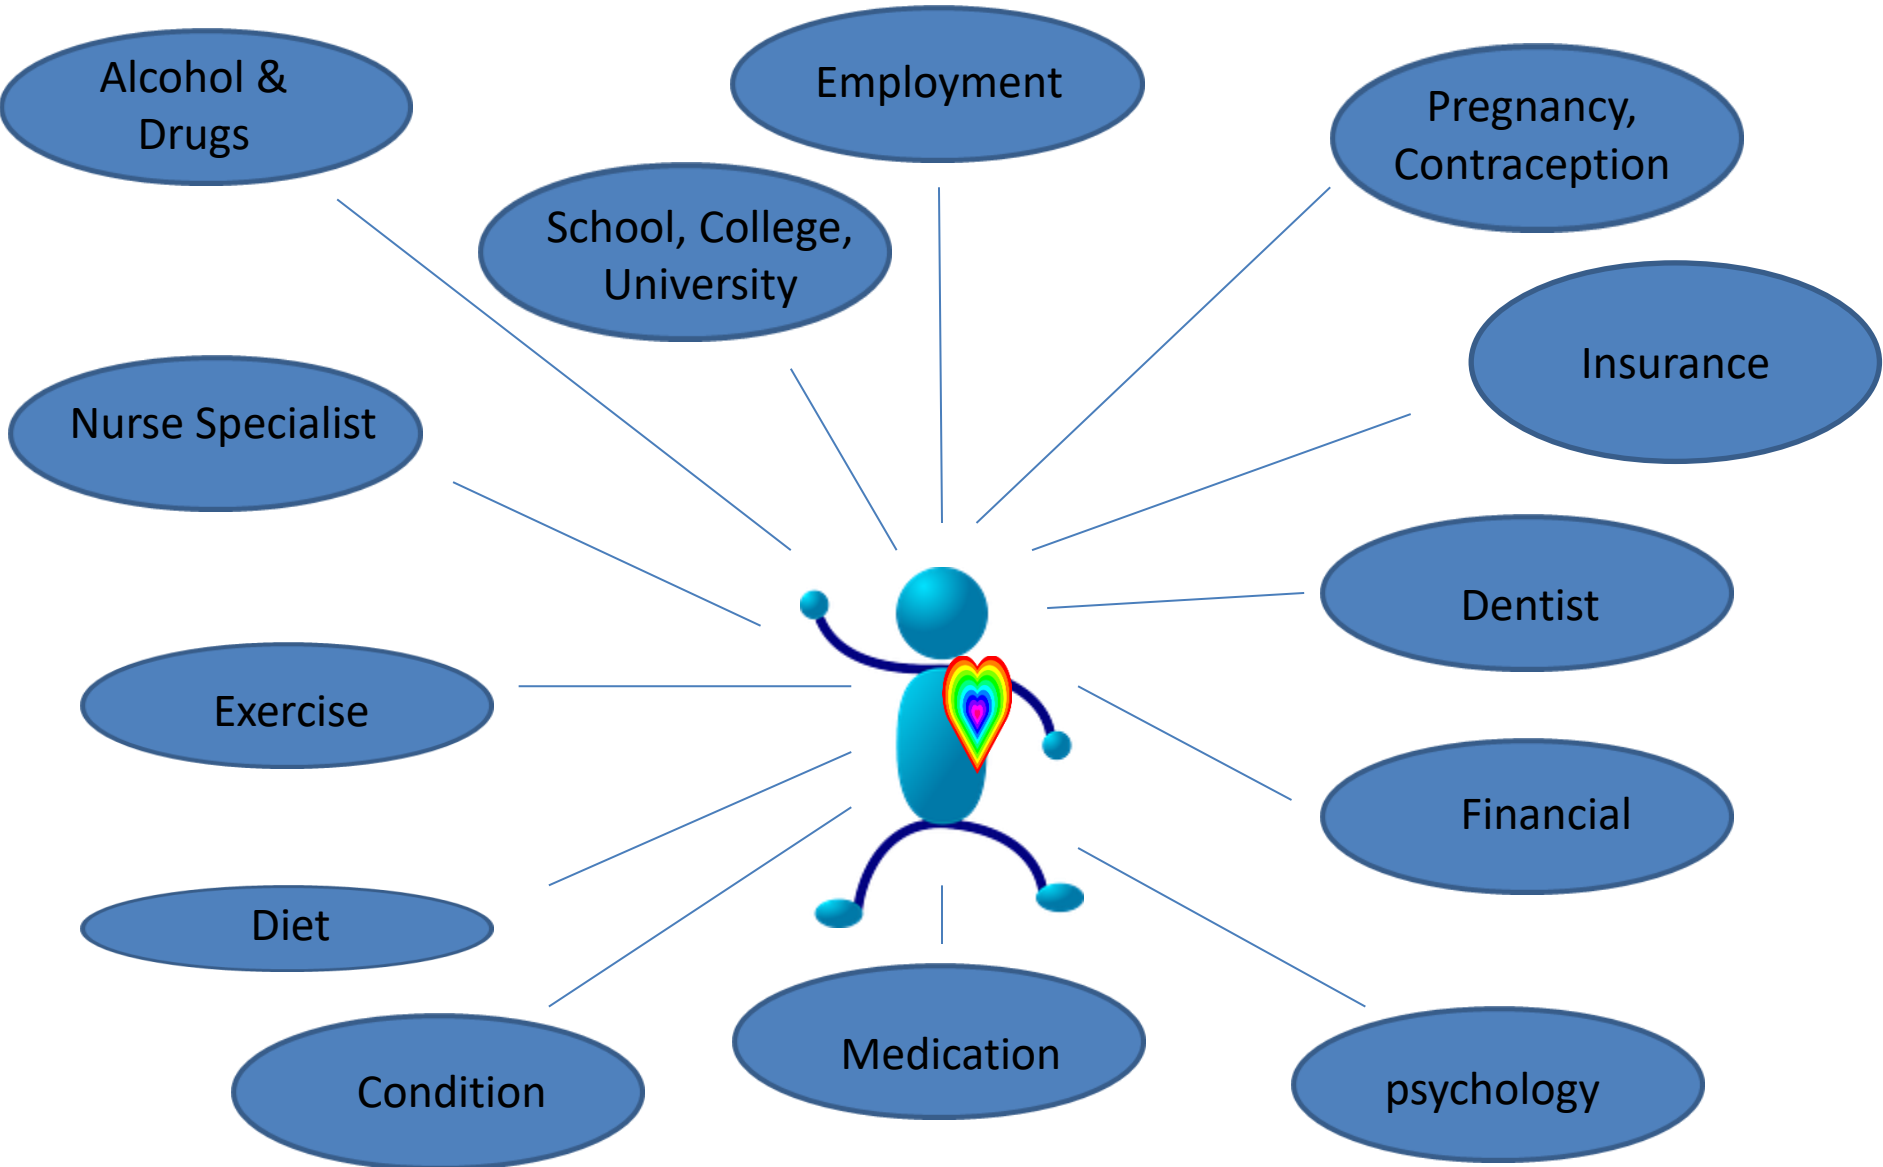 Alcohol &
Drugs
Employment
Pregnancy,
Contraception
School, College,
University
Insurance
Nurse Specialist
Dentist
Exercise
Financial
Diet
Medication
Condition
psychology